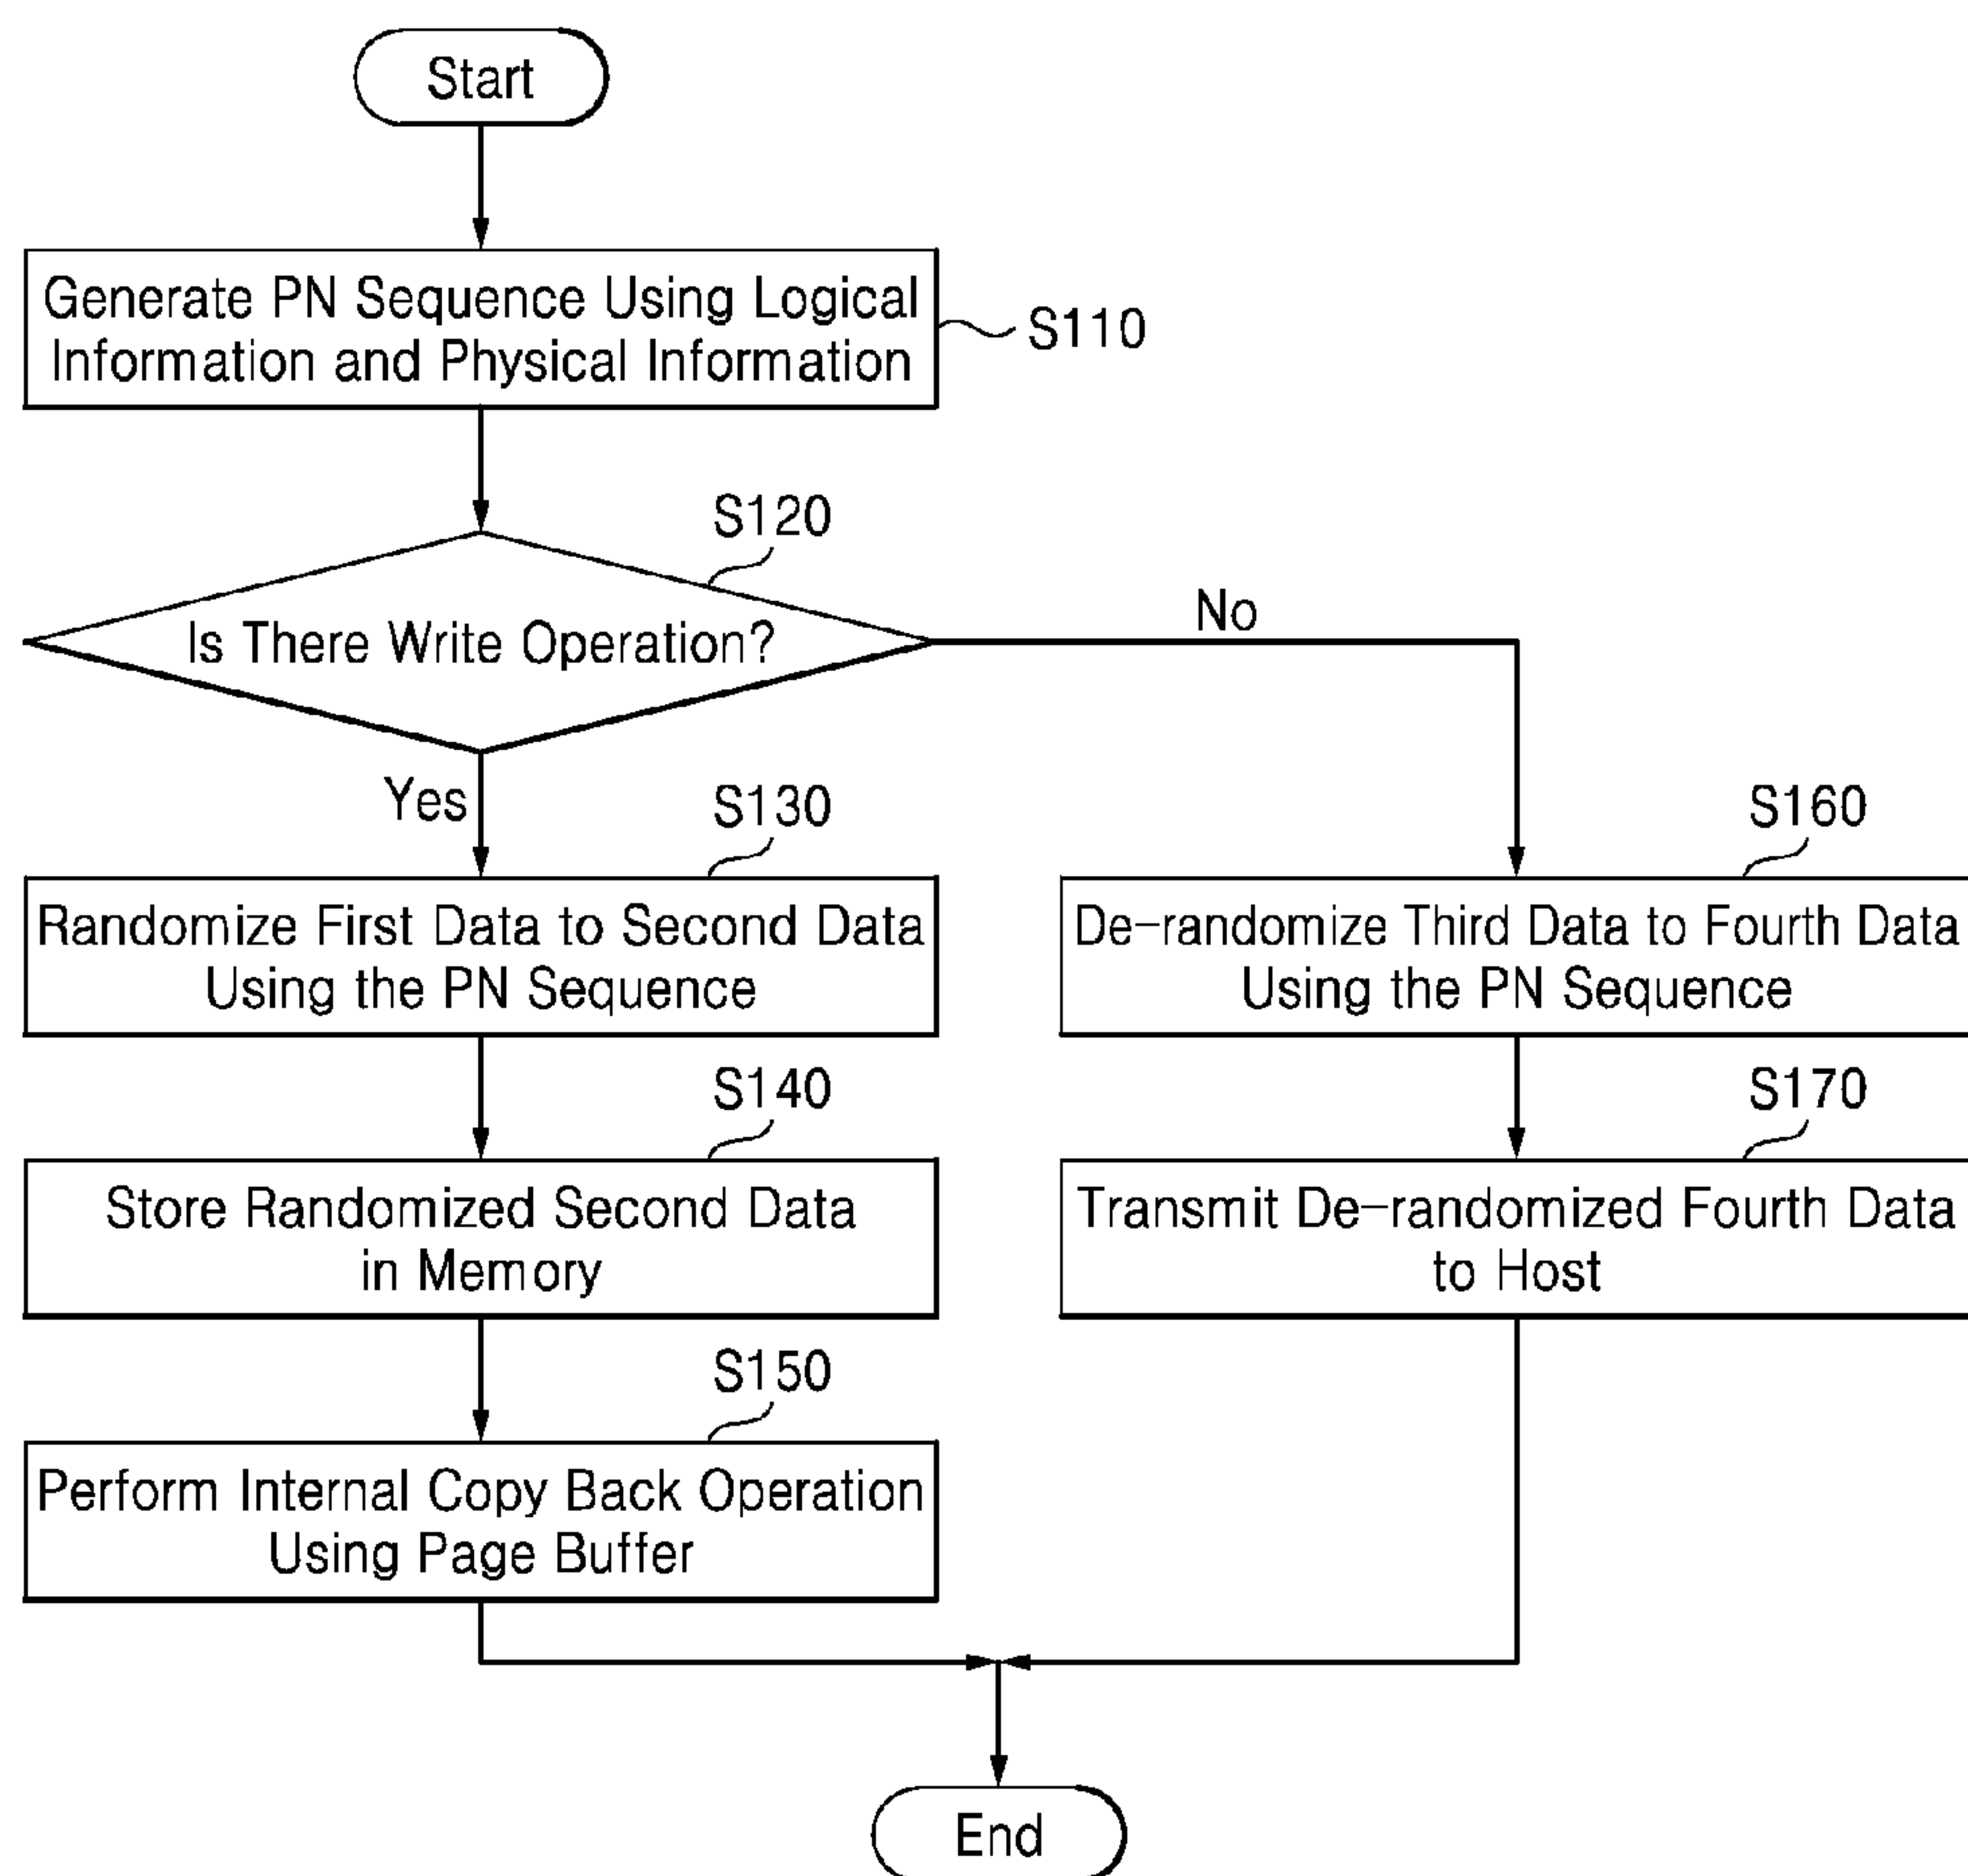 Start
Generate PN Sequence Using Logical
Information and Physical Information
S110
S120
Is There Write Operation?
No
Yes
S130
Randomize First Data to Second Data
Using the PN Sequence
S160
De-randomize Third Data to Fourth Data
Using the PN Sequence
S140
Store Randomized Second Data
in Memory
S170
Transmit De-randomized Fourth Data
to Host
S150
Perform Internal Copy Back Operation
Using Page Buffer
End